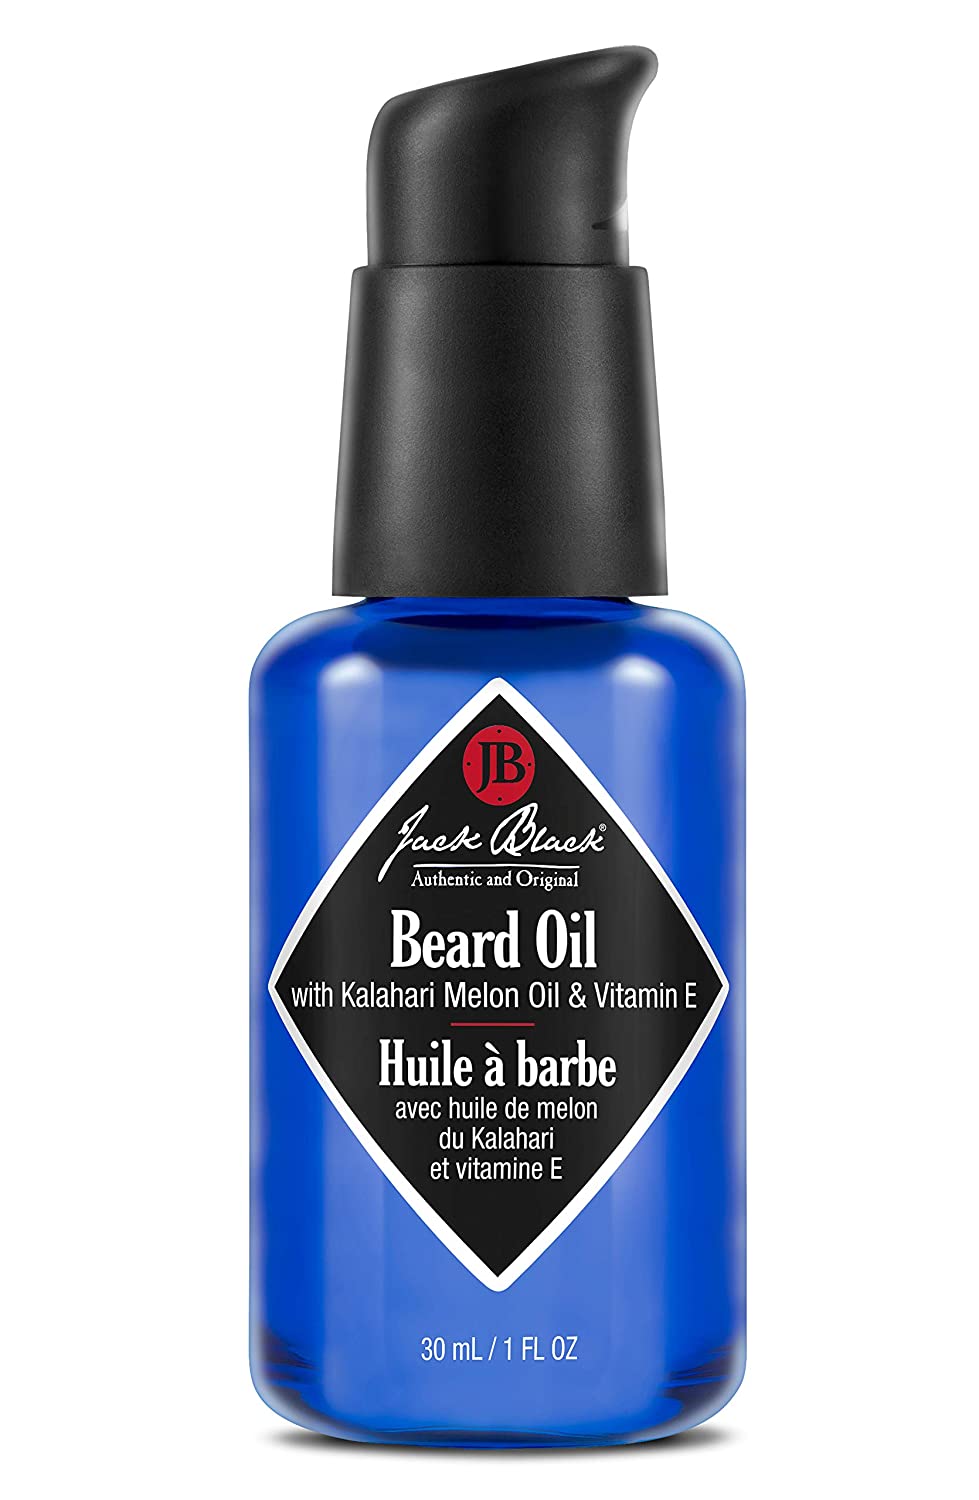 JB
Jack Black®
Authentic and Original
Beard Oil
with Kalahari Melon Oil & Vitamin E
Huile à barbe
avec huile de melon
du Kalahari
et vitamine E
30 mL / 1 FL OZ